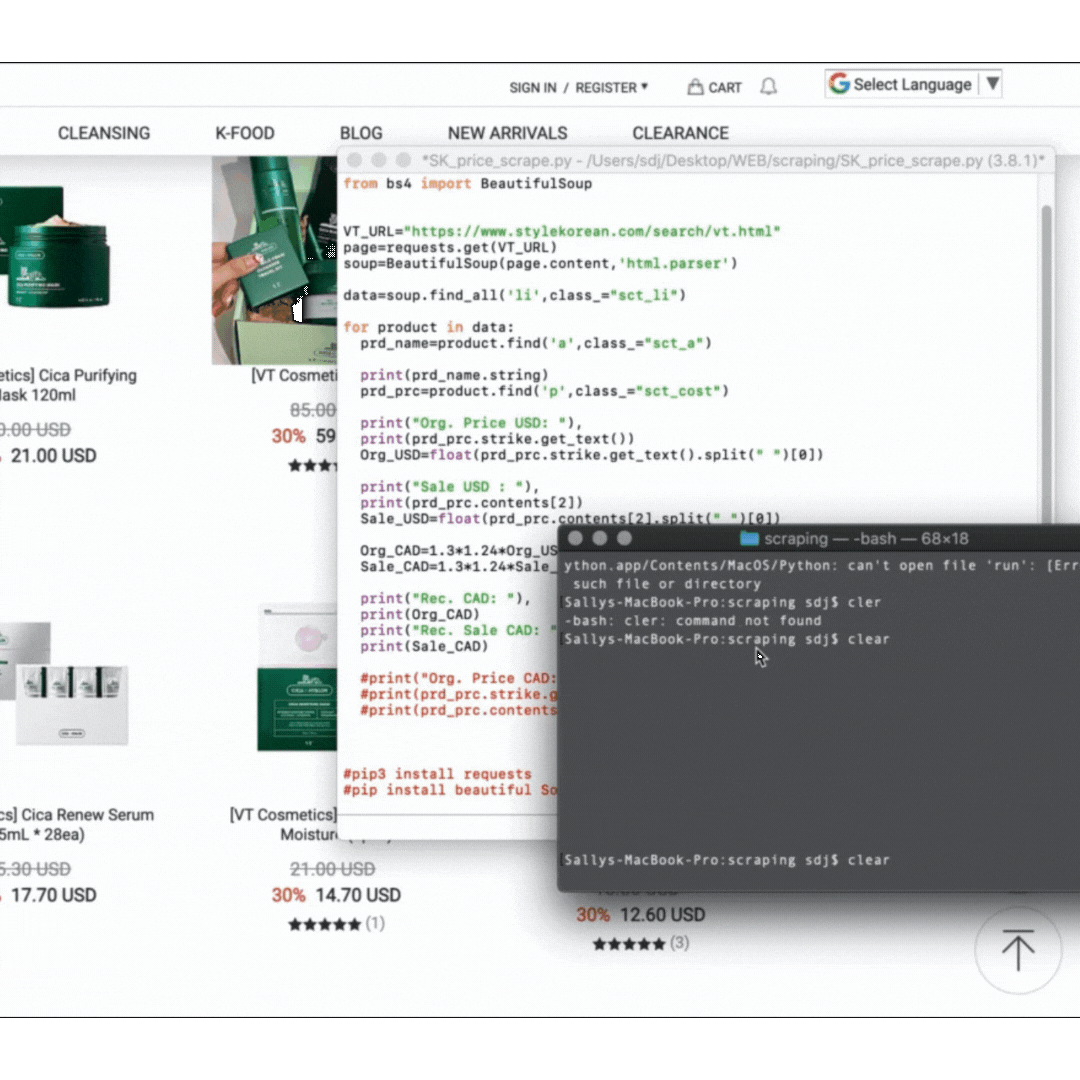 SIGN IN / REGISTER ▾ CART
Select Language ▼
CLEANSING K-FOOD BLOG NEW ARRIVALS CLEARANCE
etics] Cica Purifying
Mask 120ml
21.00 USD
[VT Cosmeti
85.00
30% 59
cs] Cica Renew Serum
5mL * 28ea)
5.30 USD
17.70 USD
[VT Cosmetics]
Moistur
21.00 USD
30% 14.70 USD
★★★★★ (1)
30% 12.60 USD
★★★★★ (3)
*SK_price_scrape.py - /Users/sdj/Desktop/WEB/scraping/SK_price_scrape.py (3.8.1)*
from bs4 import BeautifulSoup
VT_URL="https://www.stylekorean.com/search/vt.html"
page=requests.get(VT_URL)
soup=BeautifulSoup(page.content,'html.parser')
data=soup.find_all('li',class_="sct_li")
for product in data:
prd_name=product.find('a',class_="sct_a")
print(prd_name.string)
prd_prc=product.find('p',class_="sct_cost")
print("Org. Price USD: "),
print(prd_prc.strike.get_text())
Org_USD=float(prd_prc.strike.get_text().split(" ")[0])
print("Sale USD : "),
print(prd_prc.contents[2])
Sale_USD=float(prd_prc.contents[2].split(" ")[0])
Org_CAD=1.3*1.24*Org_US
Sale_CAD=1.3*1.24*Sale_
print("Rec. CAD: "),
print(Org_CAD)
print("Rec. Sale CAD: "
print(Sale_CAD)
#print("Org. Price CAD:
#print(prd_prc.strike.g
#print(prd_prc.contents
#pip3 install requests
#pip install beautiful So
scraping — -bash — 68×18
ython.app/Contents/MacOS/Python: can't open file 'run': [Err
such file or directory
Sallys-MacBook-Pro:scraping sdj$ cler
-bash: cler: command not found
Sallys-MacBook-Pro:scraping sdj$ clear
Sallys-MacBook-Pro:scraping sdj$ clear